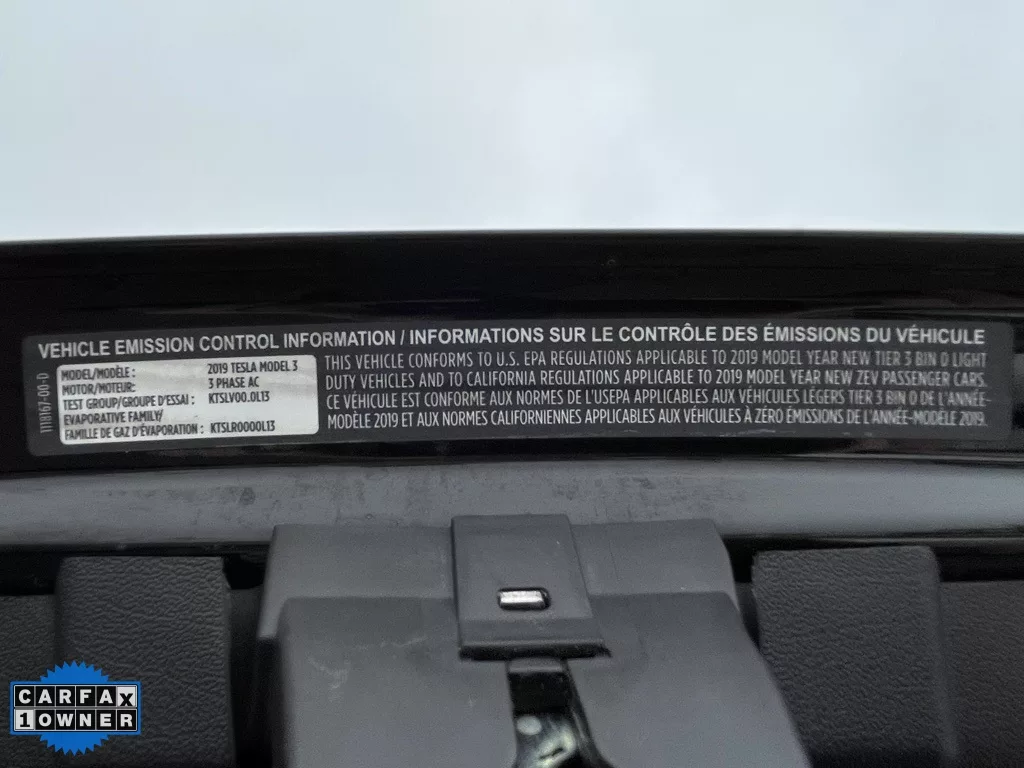 VEHICLE EMISSION CONTROL INFORMATION / INFORMATIONS SUR LE CONTRÔLE DES ÉMISSIONS DU VÉHICULE
1110167-00-D
MODEL/MODÈLE : 2019 TESLA MODEL 3
MOTOR/MOTEUR: 3 PHASE AC
TEST GROUP/GROUPE D'ESSAI : KTSLV00.0L13
EVAPORATIVE FAMILY/
FAMILLE DE GAZ D'ÉVAPORATION : KTSLR0000L13
THIS VEHICLE CONFORMS TO U.S. EPA REGULATIONS APPLICABLE TO 2019 MODEL YEAR NEW TIER 3 BIN 0 LIGHT
DUTY VEHICLES AND TO CALIFORNIA REGULATIONS APPLICABLE TO 2019 MODEL YEAR NEW ZEV PASSENGER CARS.
CE VÉHICULE EST CONFORME AUX NORMES DE L'USEPA APPLICABLES AUX VÉHICULES LÉGERS TIER 3 BIN 0 DE L'ANNÉE-
MODÈLE 2019 ET AUX NORMES CALIFORNIENNES APPLICABLES AUX VÉHICULES À ZÉRO ÉMISSIONS DE L'ANNÉE-MODÈLE 2019.
CARFAX
1 OWNER